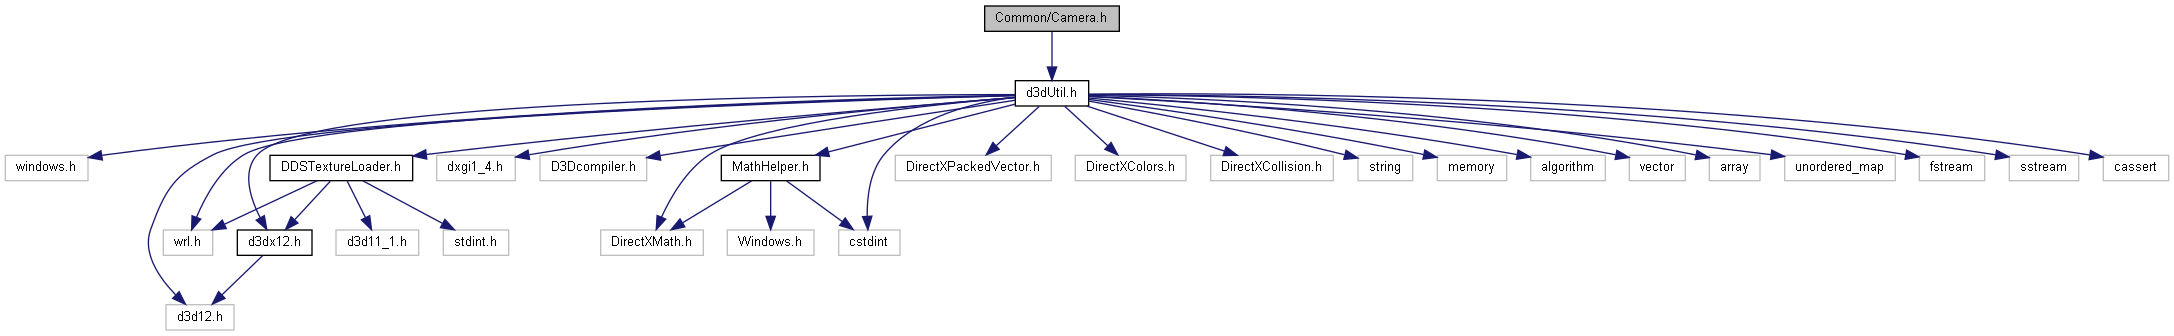 Common/Camera.h
d3dUtil.h
windows.h
DDSTextureLoader.h
dxgi1_4.h
D3Dcompiler.h
MathHelper.h
DirectXPackedVector.h
DirectXColors.h
DirectXCollision.h
string
memory
algorithm
vector
array
unordered_map
fstream
sstream
cassert
wrl.h
d3dx12.h
d3d11_1.h
stdint.h
DirectXMath.h
Windows.h
cstdint
d3d12.h